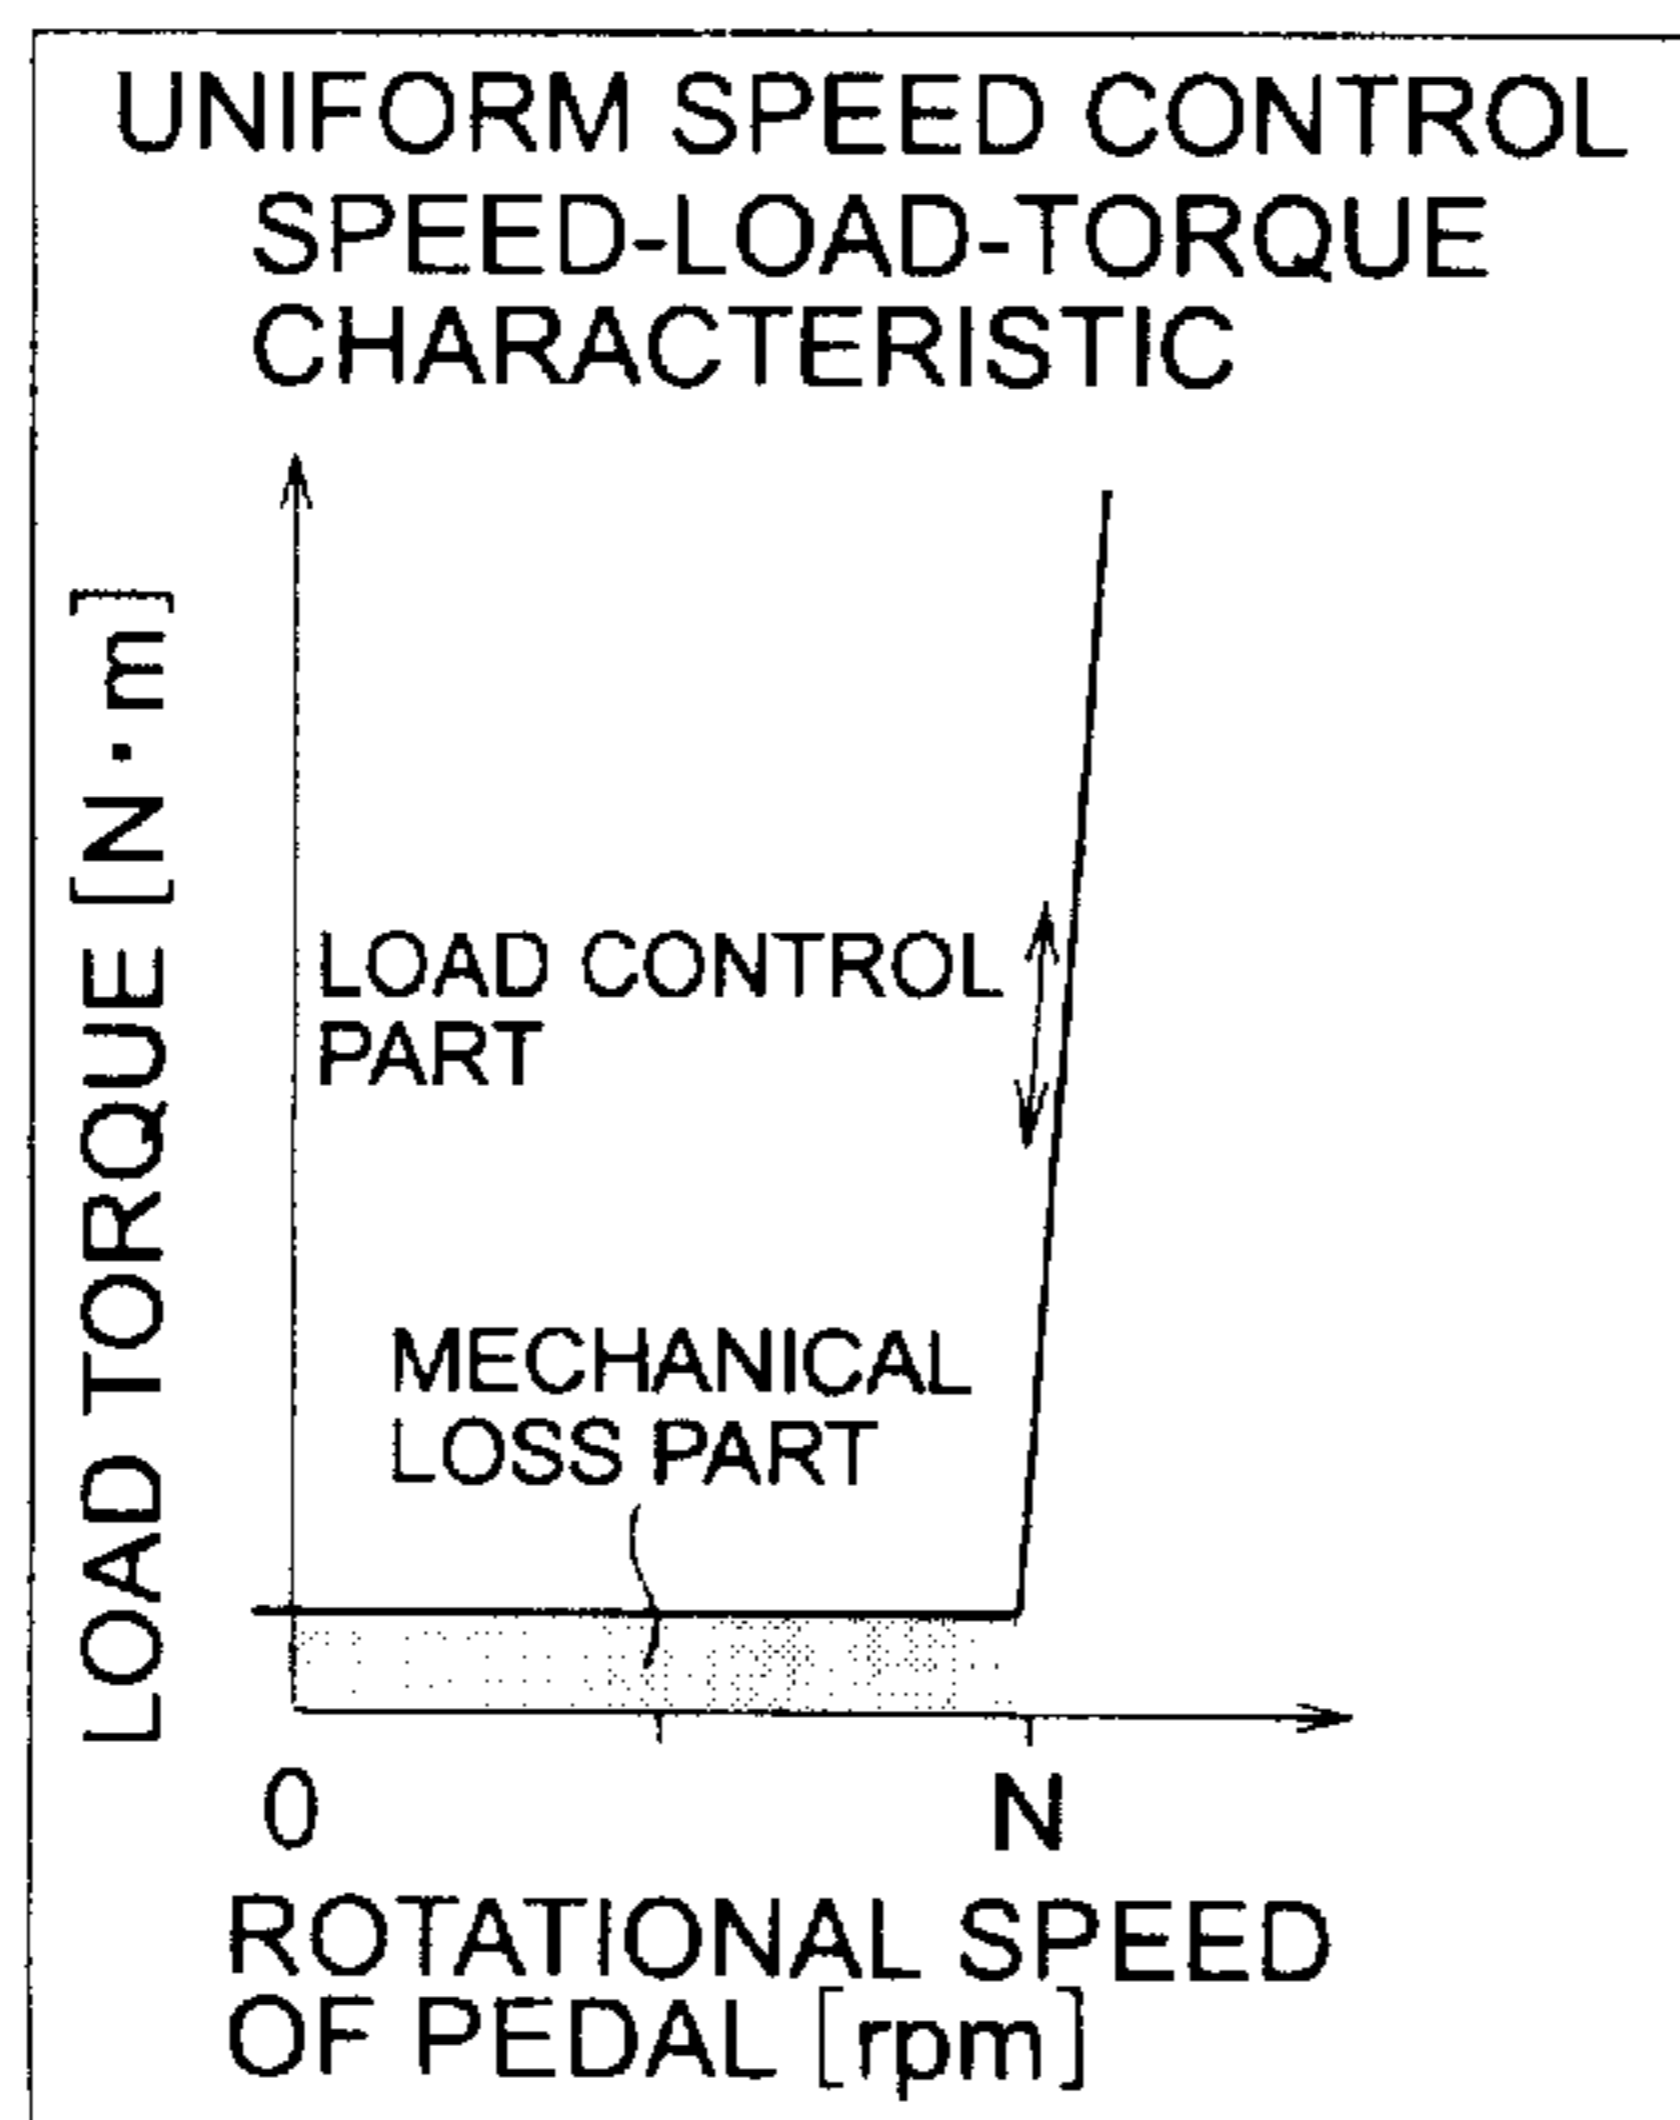 UNIFORM SPEED CONTROL
SPEED-LOAD-TORQUE
CHARACTERISTIC
LOAD TORQUE [N·m]
LOAD CONTROL
PART
MECHANICAL
LOSS PART
0
N
ROTATIONAL SPEED
OF PEDAL [rpm]